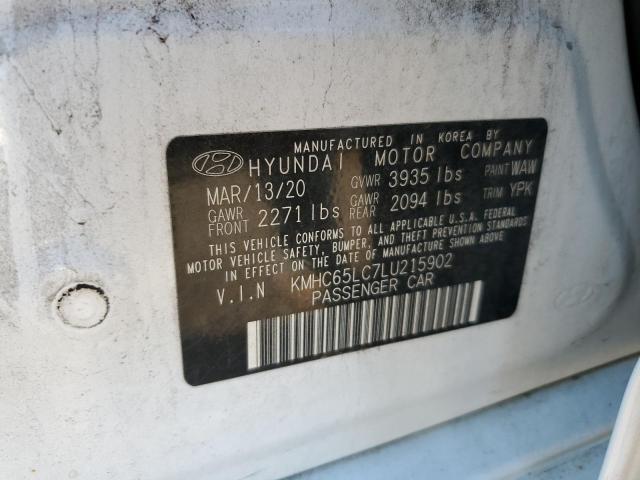 MANUFACTURED IN KOREA BY
HYUNDAI MOTOR COMPANY
MAR/13/20 GVWR 3935 lbs PAINT WAW
GAWR FRONT 2271 lbs GAWR REAR 2094 lbs TRIM YPK
THIS VEHICLE CONFORMS TO ALL APPLICABLE U.S.A. FEDERAL
MOTOR VEHICLE SAFETY, BUMPER, AND THEFT PREVENTION STANDARDS
IN EFFECT ON THE DATE OF MANUFACTURE SHOWN ABOVE.
V.I.N KMHC65LC7LU215902
PASSENGER CAR